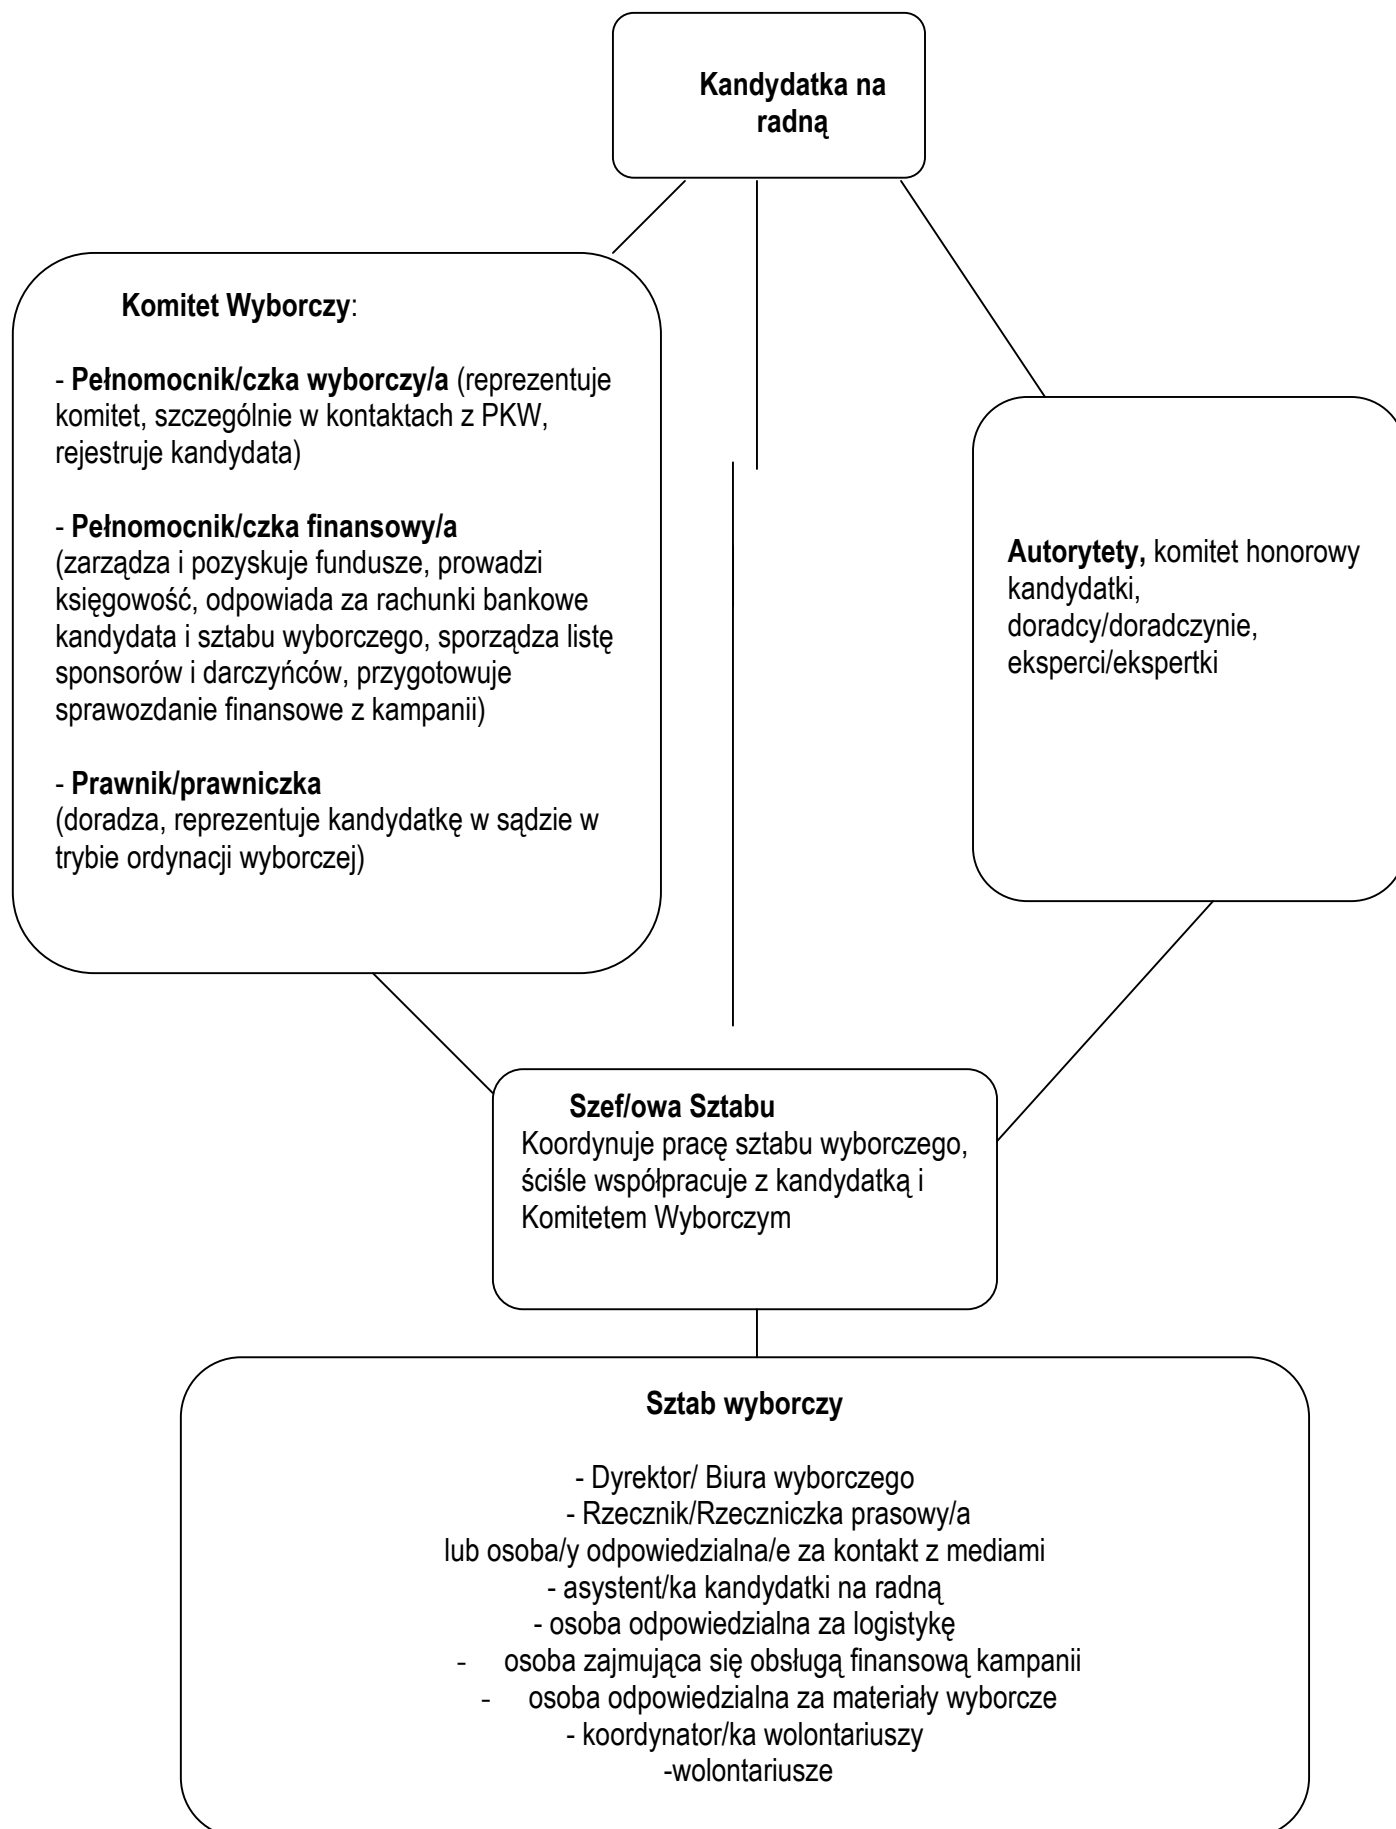 Kandydatka na
radną
Komitet Wyborczy:
- Pełnomocnik/czka wyborczy/a (reprezentuje
komitet, szczególnie w kontaktach z PKW,
rejestruje kandydata)
- Pełnomocnik/czka finansowy/a
(zarządza i pozyskuje fundusze, prowadzi
księgowość, odpowiada za rachunki bankowe
kandydata i sztabu wyborczego, sporządza listę
sponsorów i darczyńców, przygotowuje
sprawozdanie finansowe z kampanii)
- Prawnik/prawniczka
(doradza, reprezentuje kandydatkę w sądzie w
trybie ordynacji wyborczej)
Autorytety, komitet honorowy
kandydatki,
doradcy/doradczynie,
eksperci/ekspertki
Szef/owa Sztabu
Koordynuje pracę sztabu wyborczego,
ściśle współpracuje z kandydatką i
Komitetem Wyborczym
Sztab wyborczy
- Dyrektor/ Biura wyborczego
- Rzecznik/Rzeczniczka prasowy/a
lub osoba/y odpowiedzialna/e za kontakt z mediami
- asystent/ka kandydatki na radną
- osoba odpowiedzialna za logistykę
- osoba zajmująca się obsługą finansową kampanii
- osoba odpowiedzialna za materiały wyborcze
- koordynator/ka wolontariuszy
-wolontariusze